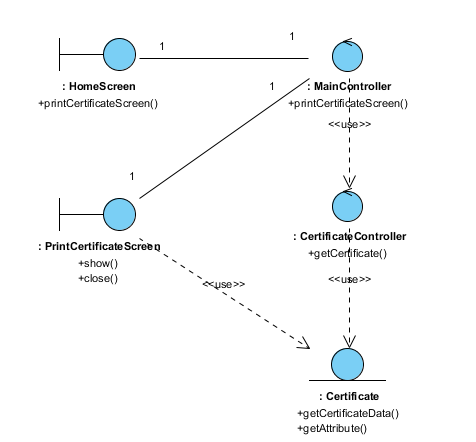 1
1
: HomeScreen
: MainController
+printCertificateScreen()
+printCertificateScreen()
1
<<use>>
1
: PrintCertificateScreen
: CertificateController
+show()
+getCertificate()
+close()
<<use>>
<<use>>
: Certificate
+getCertificateData()
+getAttribute()